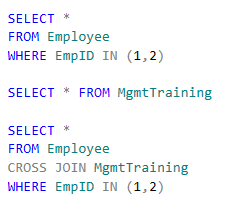 SELECT *
FROM Employee
WHERE EmpID IN (1,2)
SELECT * FROM MgmtTraining
SELECT *
FROM Employee
CROSS JOIN MgmtTraining
WHERE EmpID IN (1,2)